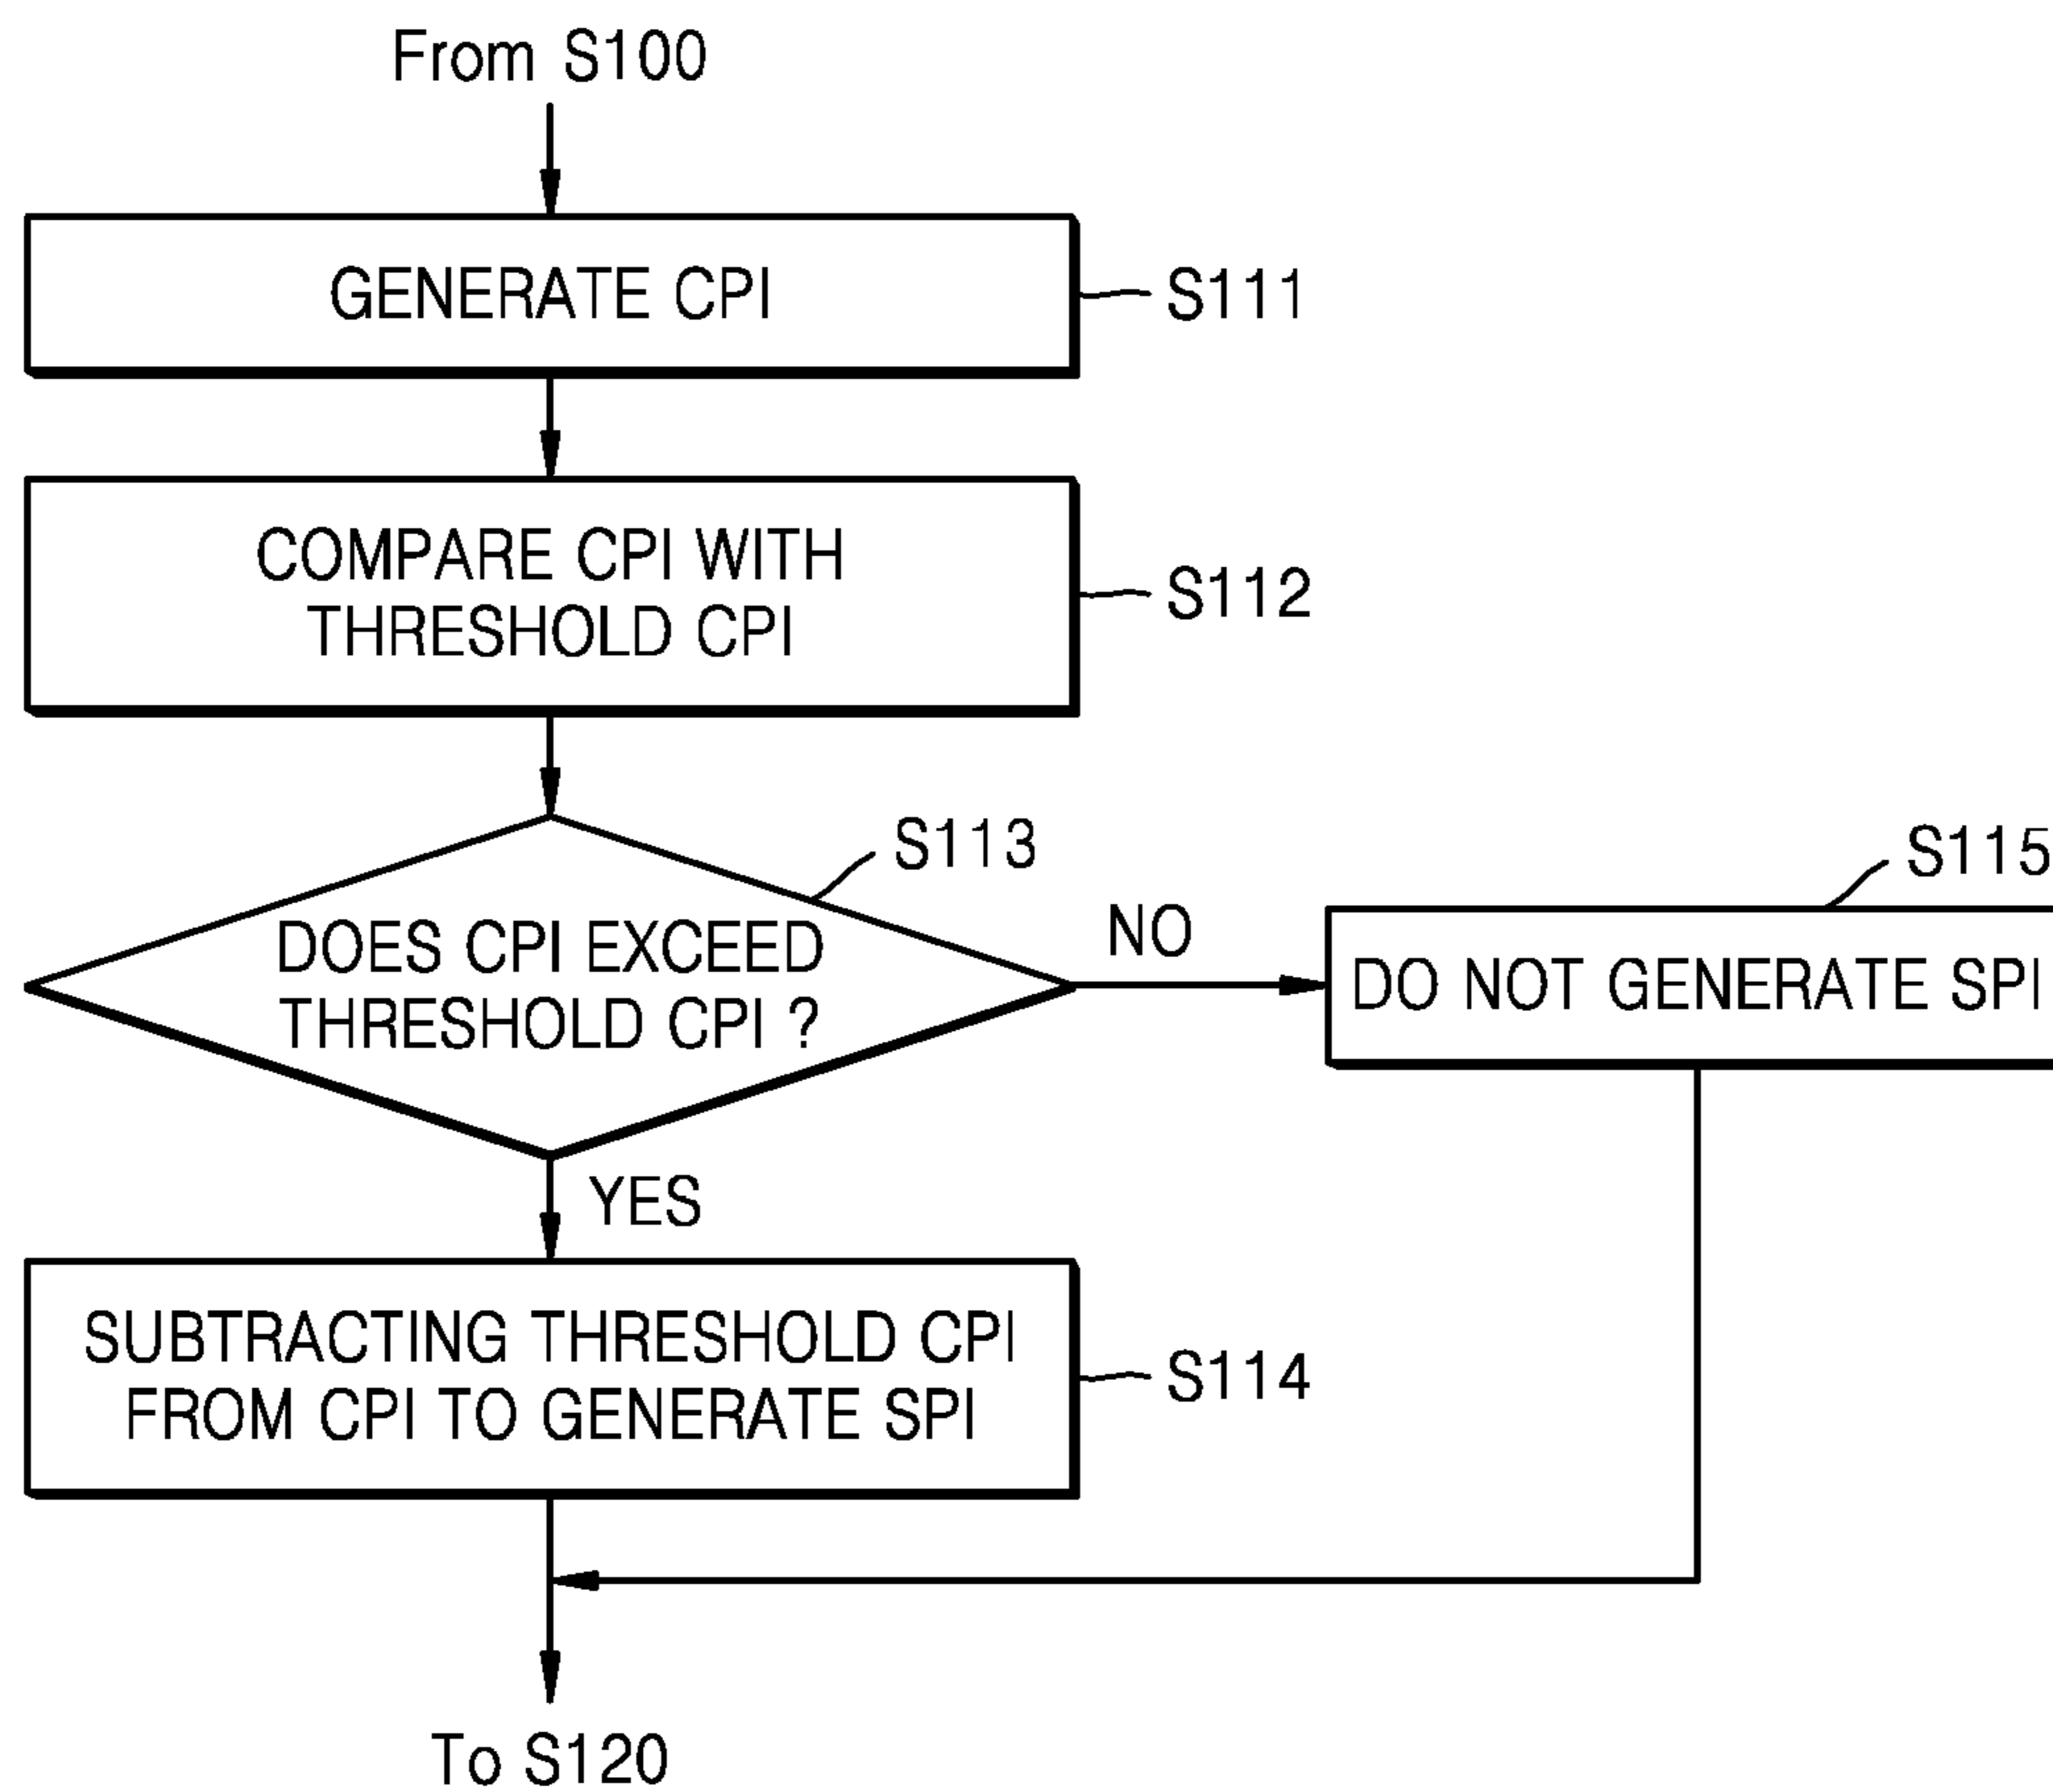 From S100
GENERATE CPI
S111
COMPARE CPI WITH
THRESHOLD CPI
S112
S113
DOES CPI EXCEED
THRESHOLD CPI ?
NO
S115
DO NOT GENERATE SPI
YES
SUBTRACTING THRESHOLD CPI
FROM CPI TO GENERATE SPI
S114
To S120